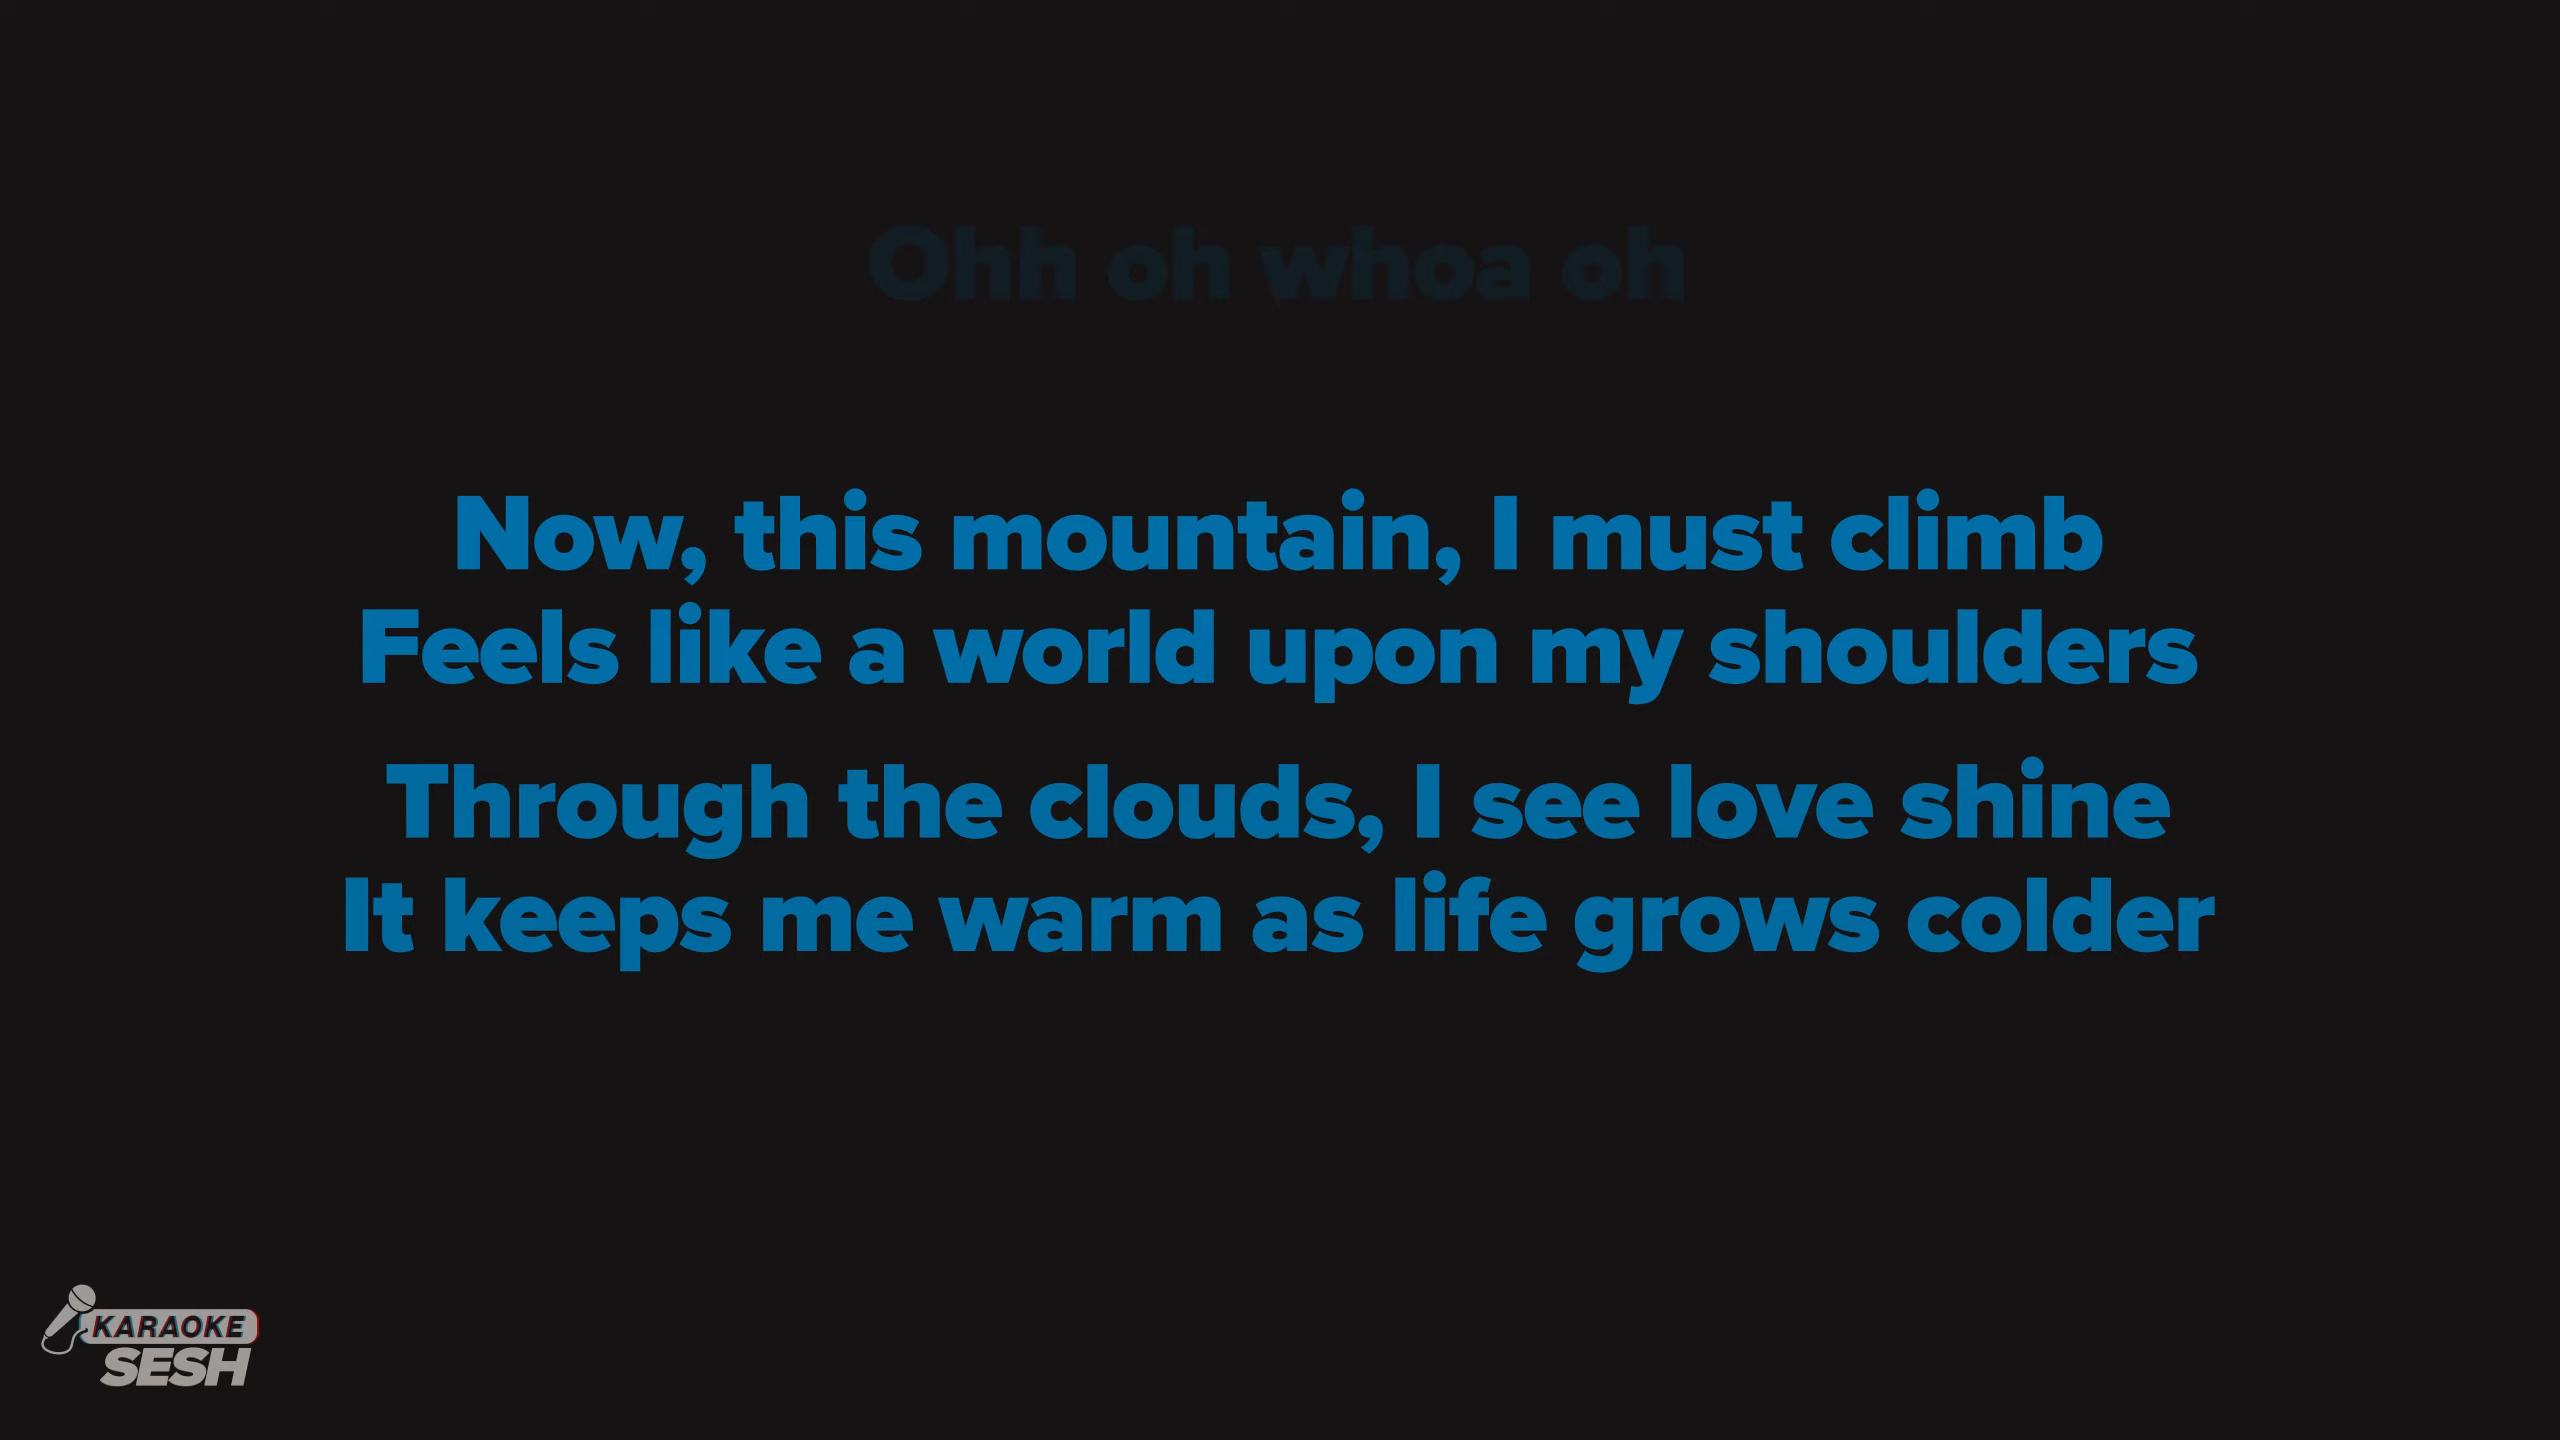 Ohh oh whoa oh
Now, this mountain, I must climb
Feels like a world upon my shoulders
Through the clouds, I see love shine
It keeps me warm as life grows colder
KARAOKE
SESH